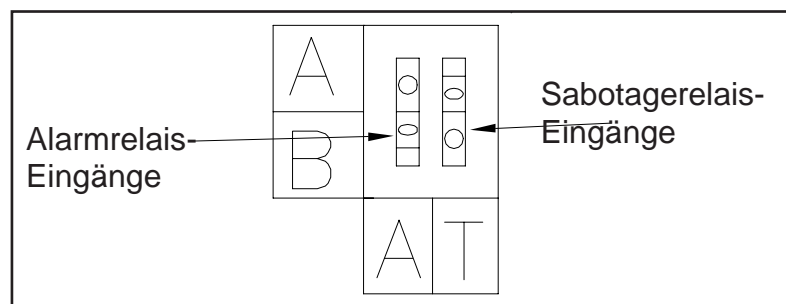 A
B
Alarmrelais-
Eingänge
Sabotagerelais-
Eingänge
A T